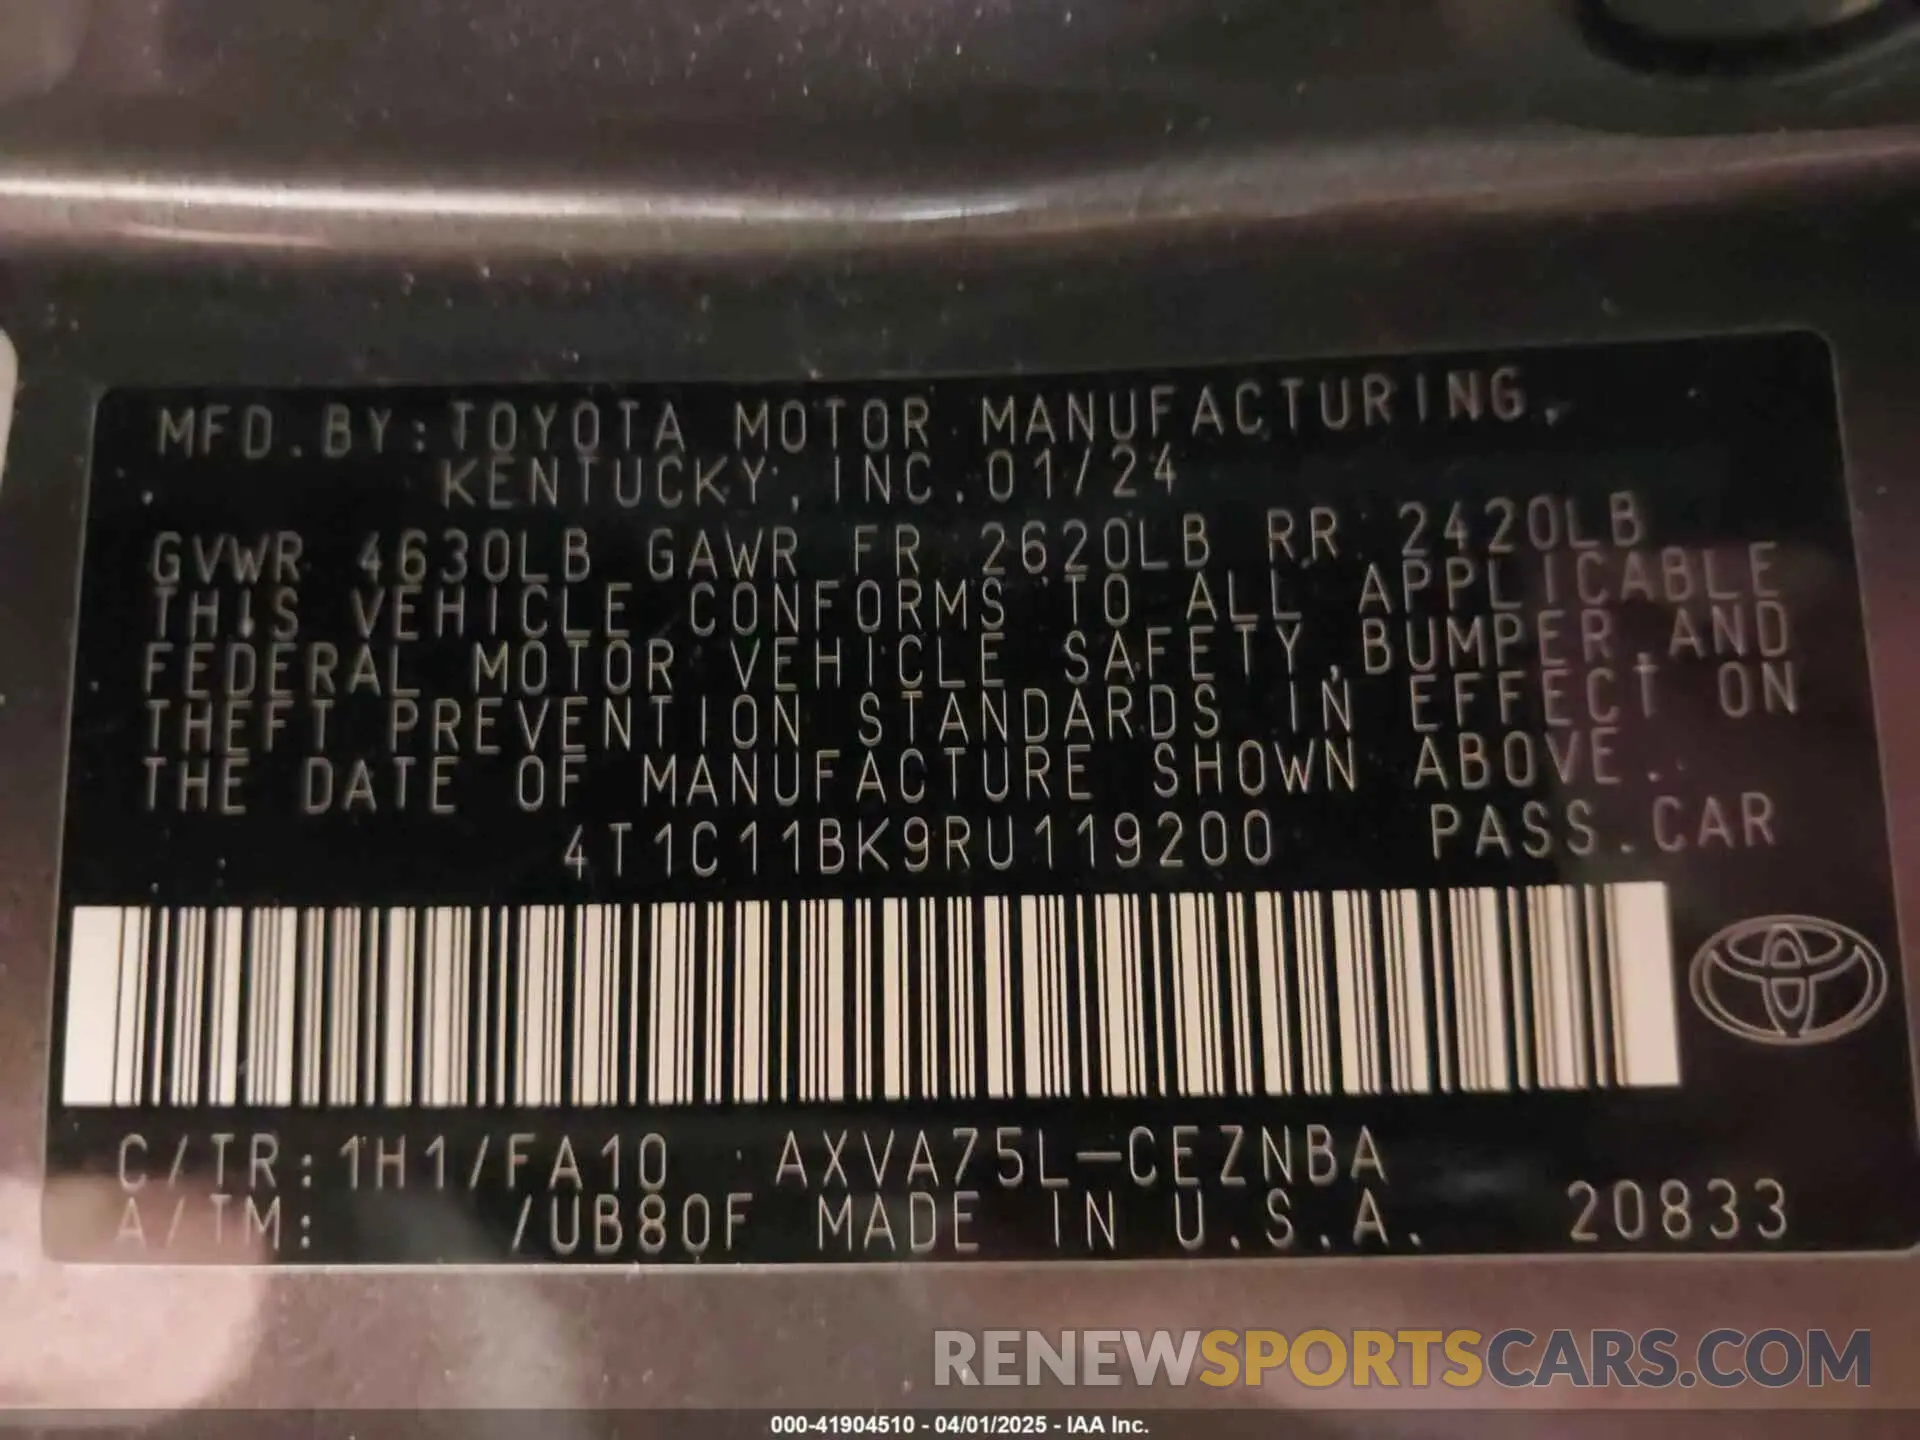 MFD.BY:TOYOTA MOTOR MANUFACTURING,
KENTUCKY, INC. 01/24
GVWR 4630LB GAWR FR 2620LB RR 2420LB
THIS VEHICLE CONFORMS TO ALL APPLICABLE
FEDERAL MOTOR VEHICLE SAFETY, BUMPER, AND
THEFT PREVENTION STANDARDS IN EFFECT ON
THE DATE OF MANUFACTURE SHOWN ABOVE.
4T1C11BK9RU119200 PASS.CAR
C/TR:1H1/FA10 AXVA75L-CEZNBA
A/TM: /UB80F MADE IN U.S.A. 20833
RENEWSPORTSCARS.COM
000-41904510 - 04/01/2025 - IAA Inc.